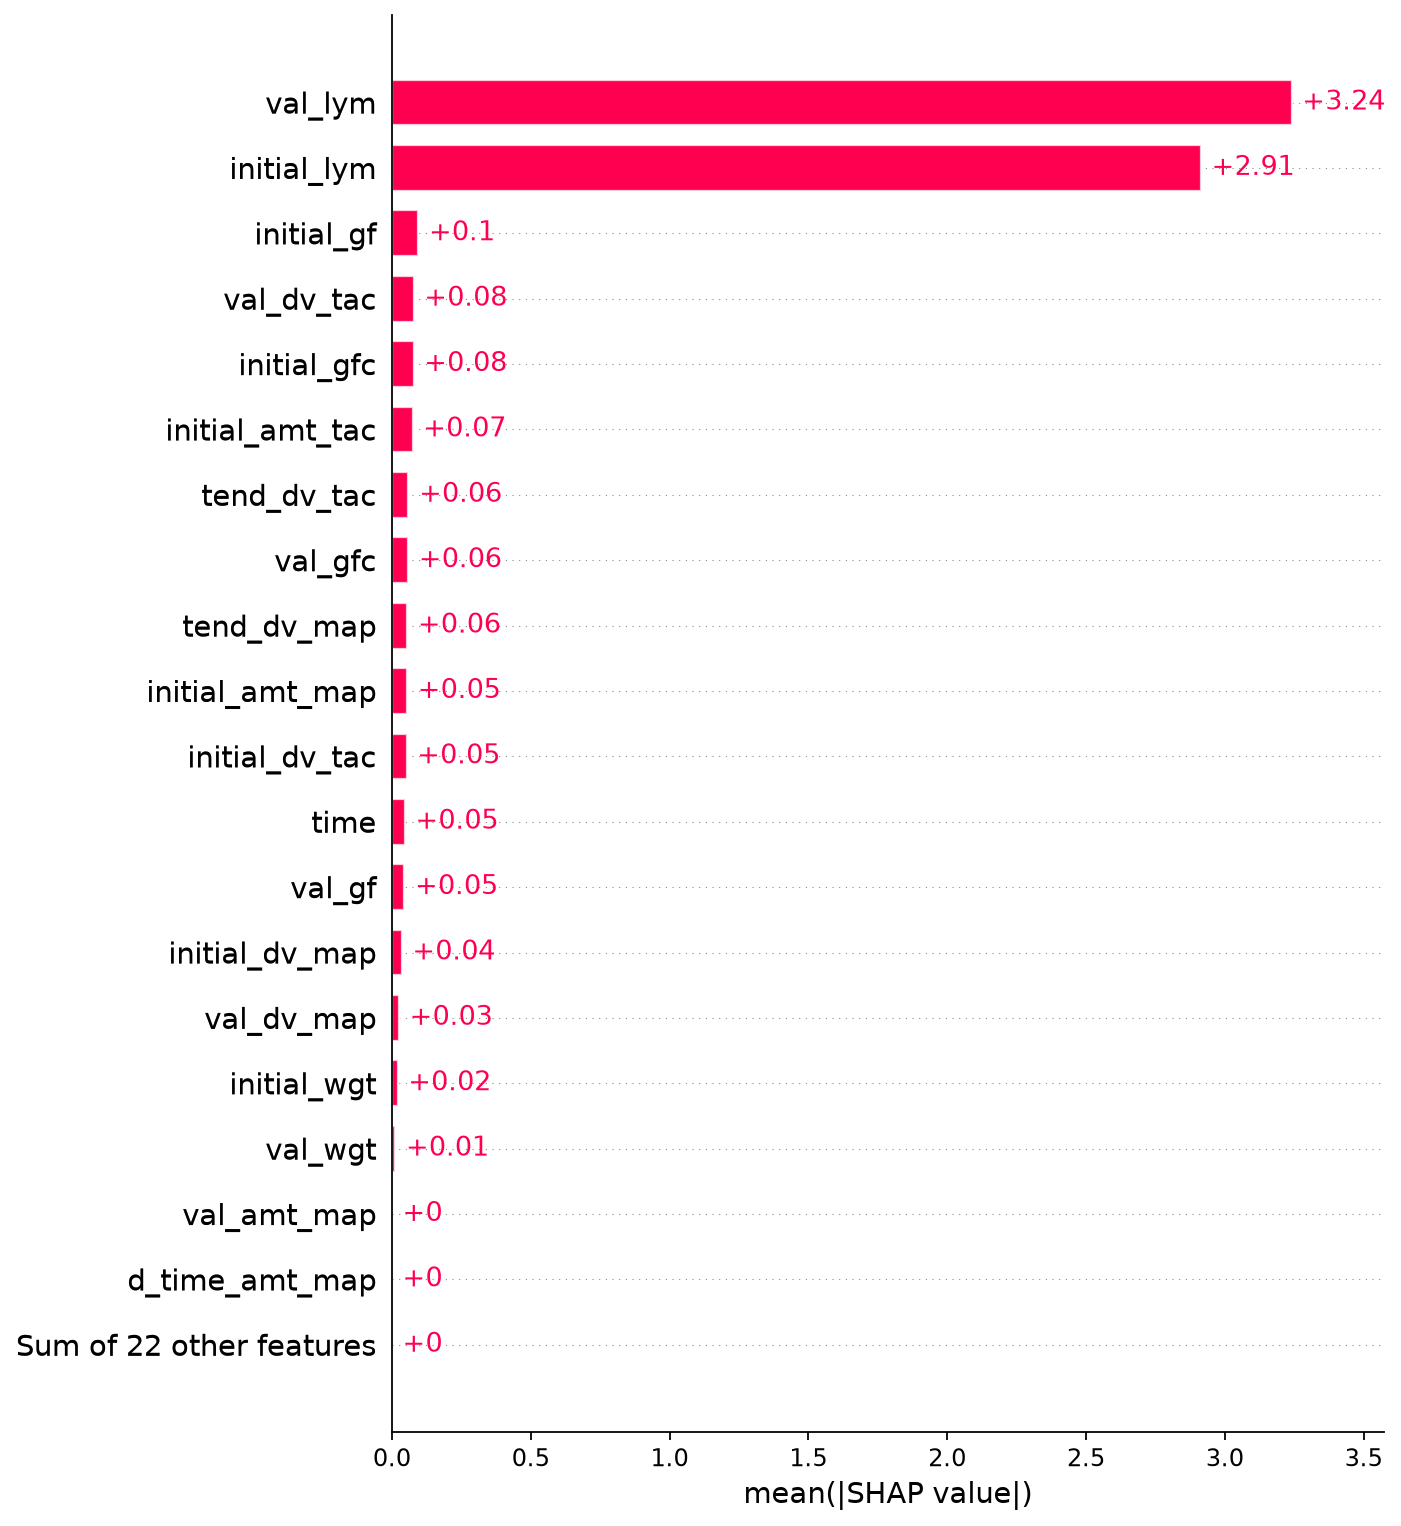 val_lym +3.24
initial_lym +2.91
initial_gf +0.1
val_dv_tac +0.08
initial_gfc +0.08
initial_amt_tac +0.07
tend_dv_tac +0.06
val_gfc +0.06
tend_dv_map +0.06
initial_amt_map +0.05
initial_dv_tac +0.05
time +0.05
val_gf +0.05
initial_dv_map +0.04
val_dv_map +0.03
initial_wgt +0.02
val_wgt +0.01
val_amt_map +0
d_time_amt_map +0
Sum of 22 other features +0
0.0 0.5 1.0 1.5 2.0 2.5 3.0 3.5
mean(|SHAP value|)